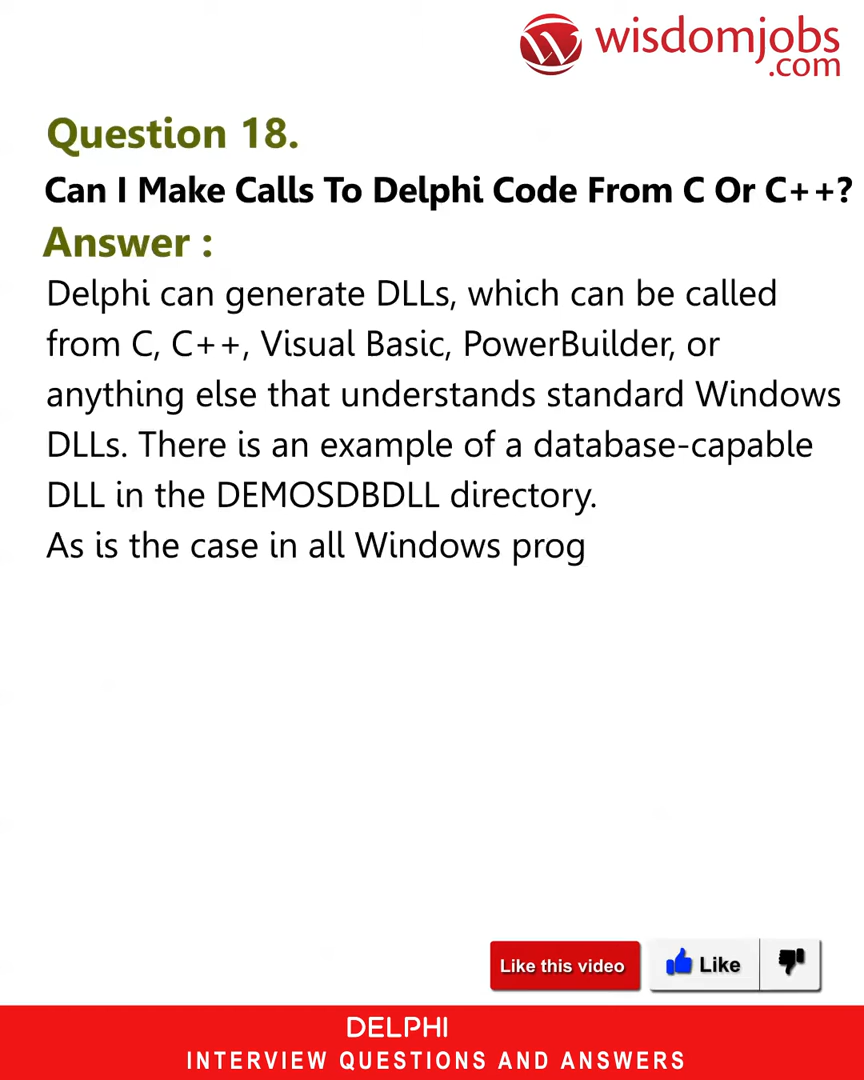 wisdomjobs
.com
Question 18.
Can I Make Calls To Delphi Code From C Or C++?
Answer :
Delphi can generate DLLs, which can be called
from C, C++, Visual Basic, PowerBuilder, or
anything else that understands standard Windows
DLLs. There is an example of a database-capable
DLL in the DEMOSDBDLL directory.
As is the case in all Windows prog
Like this video
Like
DELPHI
INTERVIEW QUESTIONS AND ANSWERS